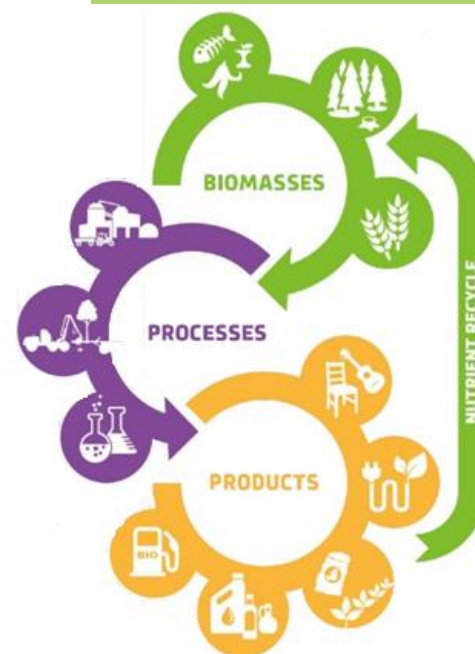 BIOMASSES
PROCESSES
NUTRIENT RECYCLE
PRODUCTS
BIO